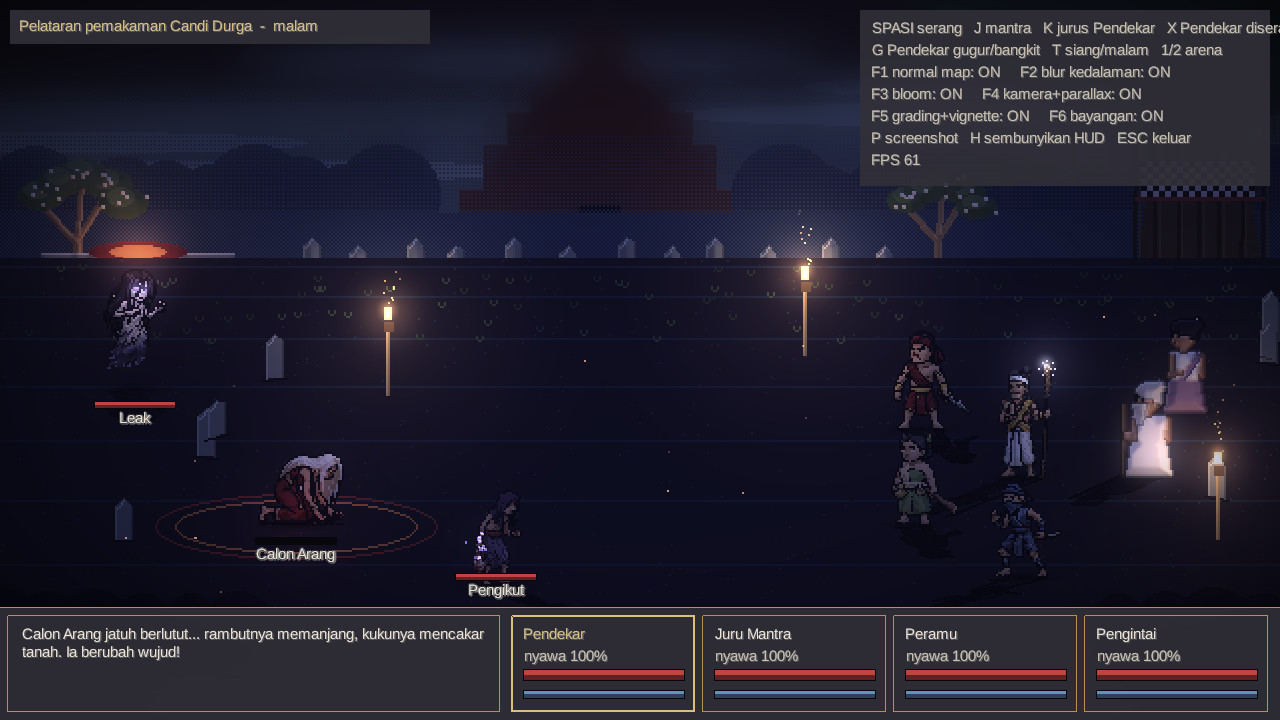 Pelataran pemakaman Candi Durga - malam
SPASI serang J mantra K jurus Pendekar X Pendekar
G Pendekar gugur/bangkit T siang/malam 1/2 arena
F1 normal map: ON F2 blur kedalaman: ON
F3 bloom: ON F4 kamera+parallax: ON
F5 grading+vignette: ON F6 bayangan: ON
P screenshot H sembunyikan HUD ESC keluar
FPS 61
Leak
Calon Arang
Pengikut
Calon Arang jatuh berlutut... rambutnya memanjang, kukunya mencakar
tanah. Ia berubah wujud!
Pendekar
nyawa 100%
Juru Mantra
nyawa 100%
Peramu
nyawa 100%
Pengintai
nyawa 100%